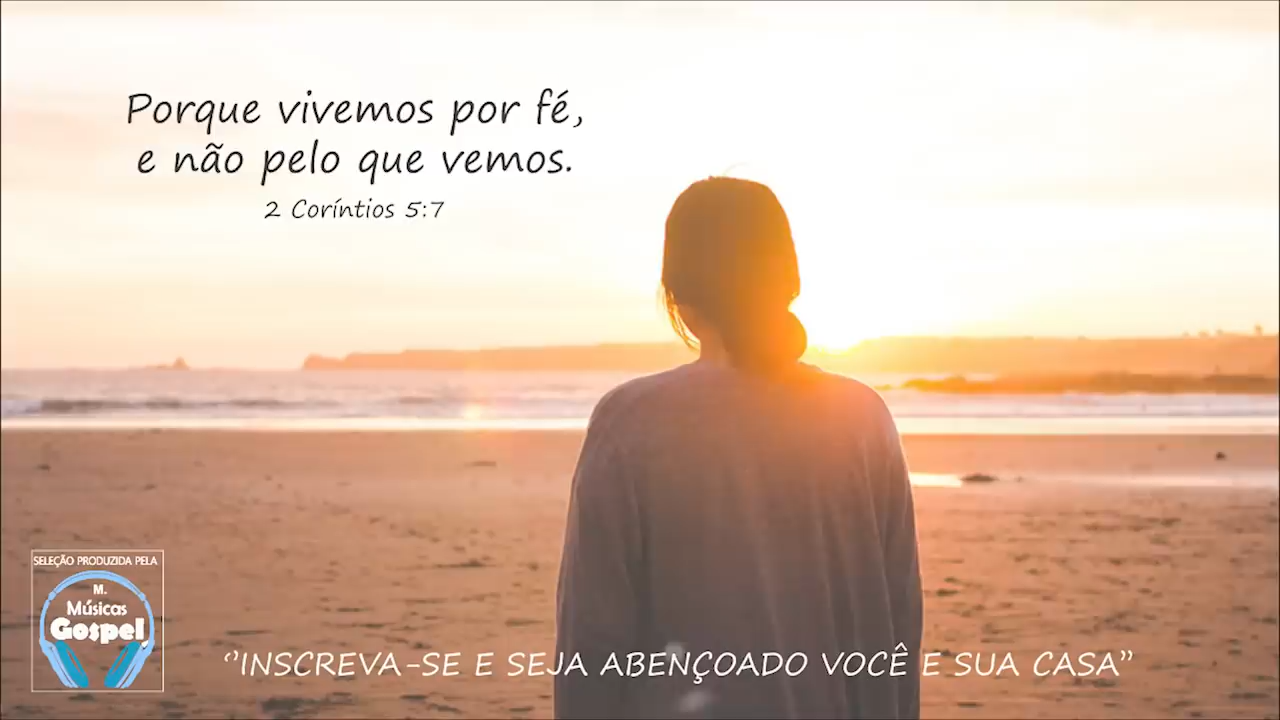 Porque vivemos por fé,
e não pelo que vemos.
2 Coríntios 5:7
SELEÇÃO PRODUZIDA PELA
M.
Músicas
Gospel
“INSCREVA-SE E SEJA ABENÇOADO VOCÊ E SUA CASA”